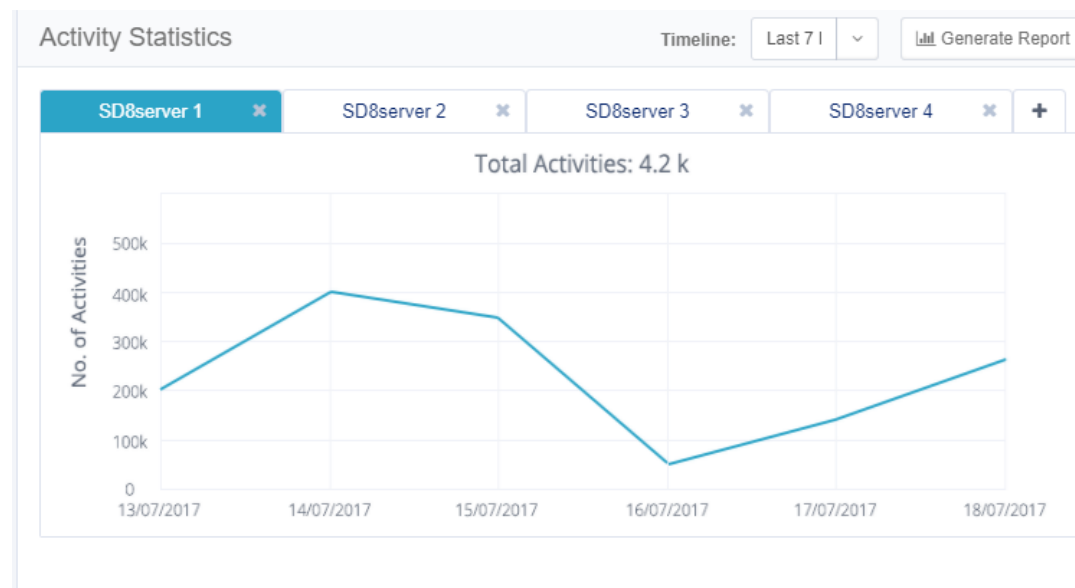 Activity Statistics
Timeline: Last 7 Generate Report
SD8server 1 SD8server 2 SD8server 3 SD8server 4 +
Total Activities: 4.2 k
No. of Activities
500k
400k
300k
200k
100k
0
13/07/2017 14/07/2017 15/07/2017 16/07/2017 17/07/2017 18/07/2017